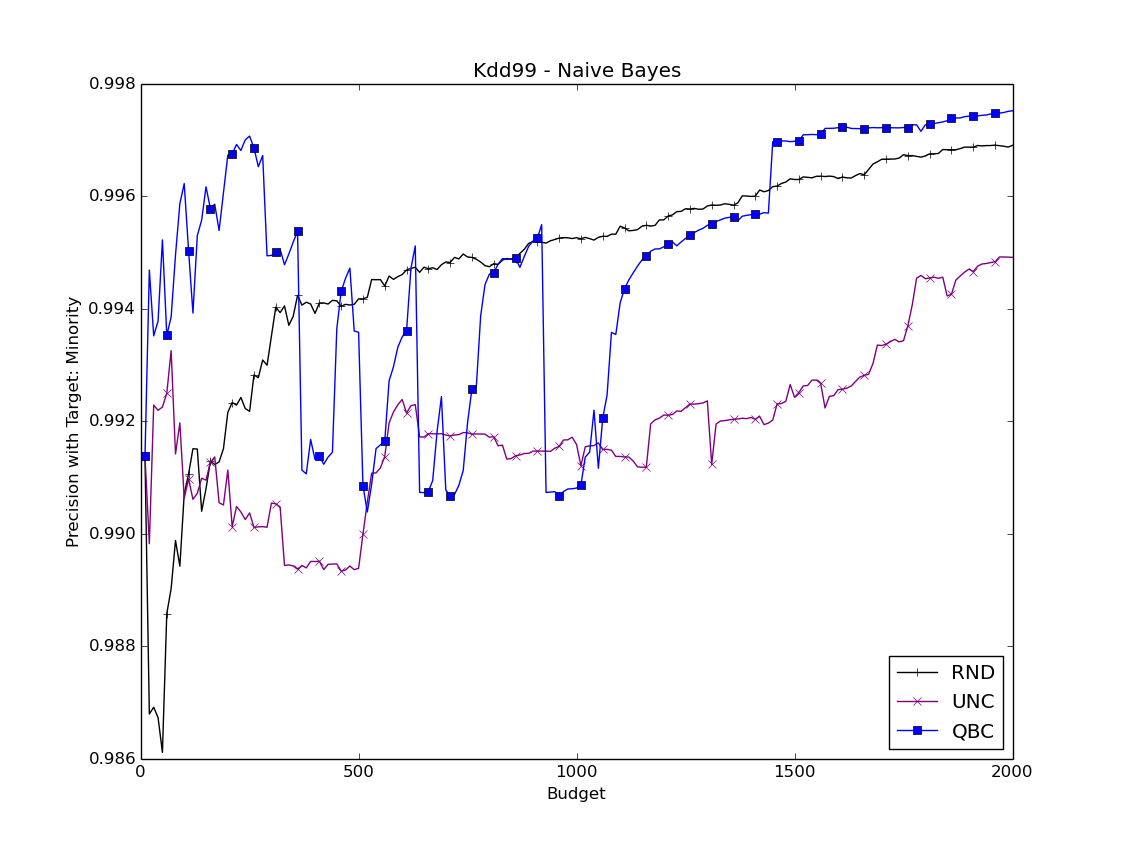 Kdd99 - Naive Bayes
0.998
0.996
0.994
0.992
0.990
0.988
0.986
Precision with Target: Minority
0 500 1000 1500 2000
Budget
RND
UNC
QBC